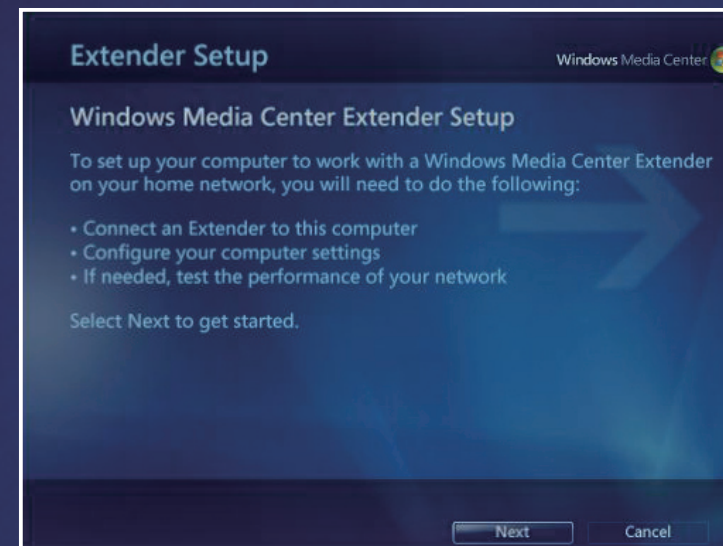 Extender Setup
Windows Media Center
Windows Media Center Extender Setup
To set up your computer to work with a Windows Media Center Extender
on your home network, you will need to do the following:
• Connect an Extender to this computer
• Configure your computer settings
• If needed, test the performance of your network
Select Next to get started.
Next
Cancel